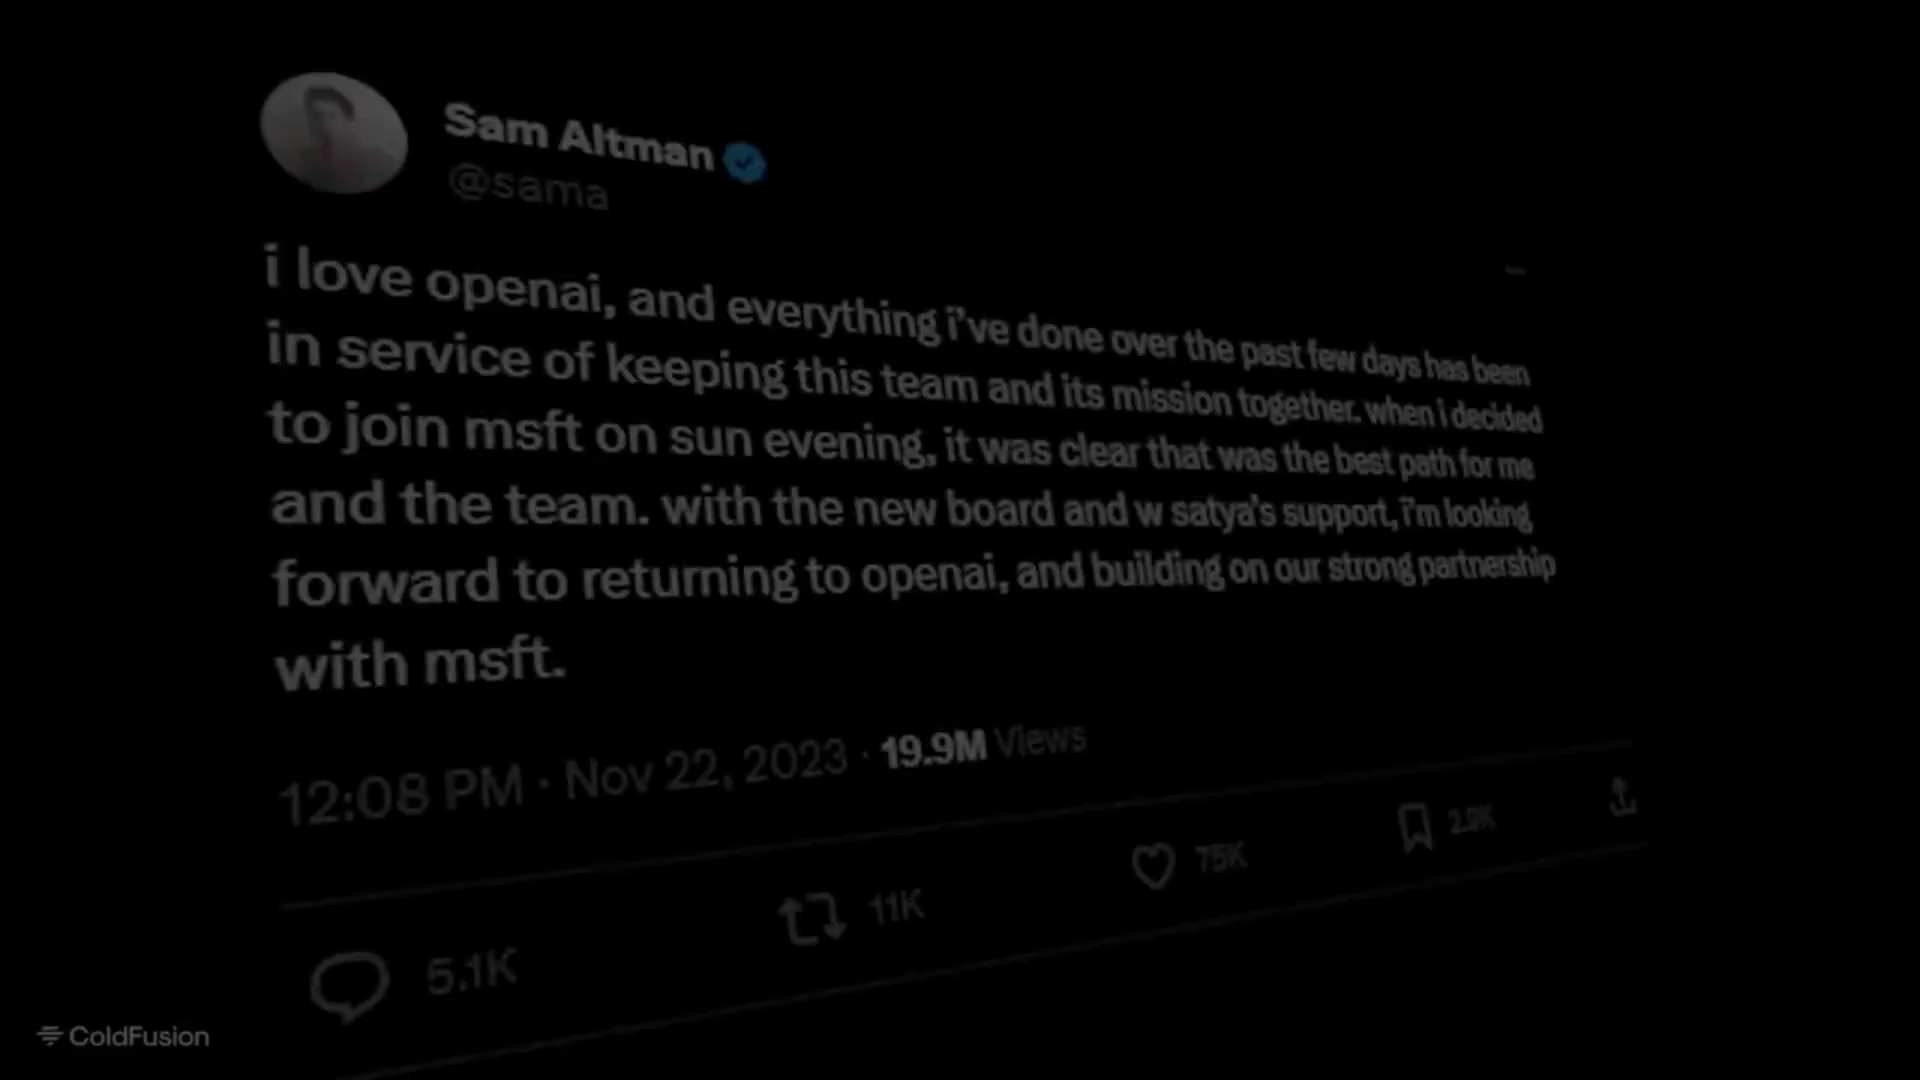 Sam Altman
@sama
i love openai, and everything i've done over the past few days has been
in service of keeping this team and its mission together. when i decided
to join msft on sun evening, it was clear that was the best path for me
and the team. with the new board and w satya's support, i'm looking
forward to returning to openai, and building on our strong partnership
with msft.
12:08 PM · Nov 22, 2023 · 19.9M Views
5.1K 11K 75K 2.9K
ColdFusion